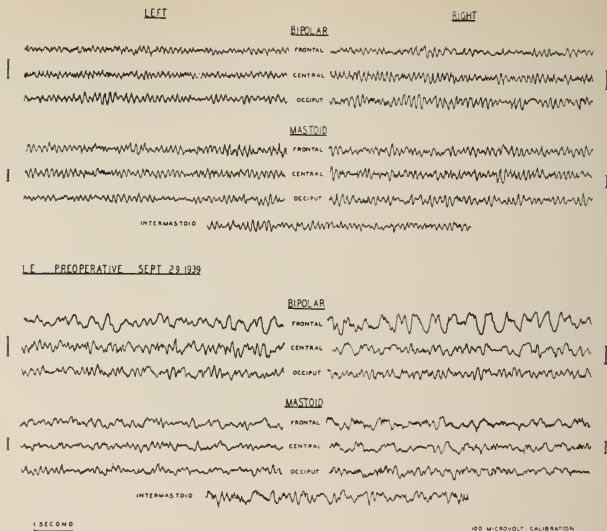 LEFT RIGHT
BIPOLAR
FRONTAL
CENTRAL
OCCIPUT
MASTOID
FRONTAL
CENTRAL
OCCIPUT
INTERMASTOID
L E PREOPERATIVE SEPT 29 1939
BIPOLAR
FRONTAL
CENTRAL
OCCIPUT
MASTOID
FRONTAL
CENTRAL
OCCIPUT
INTERMASTOID
1 SECOND 100 MICROVOLT CALIBRATION